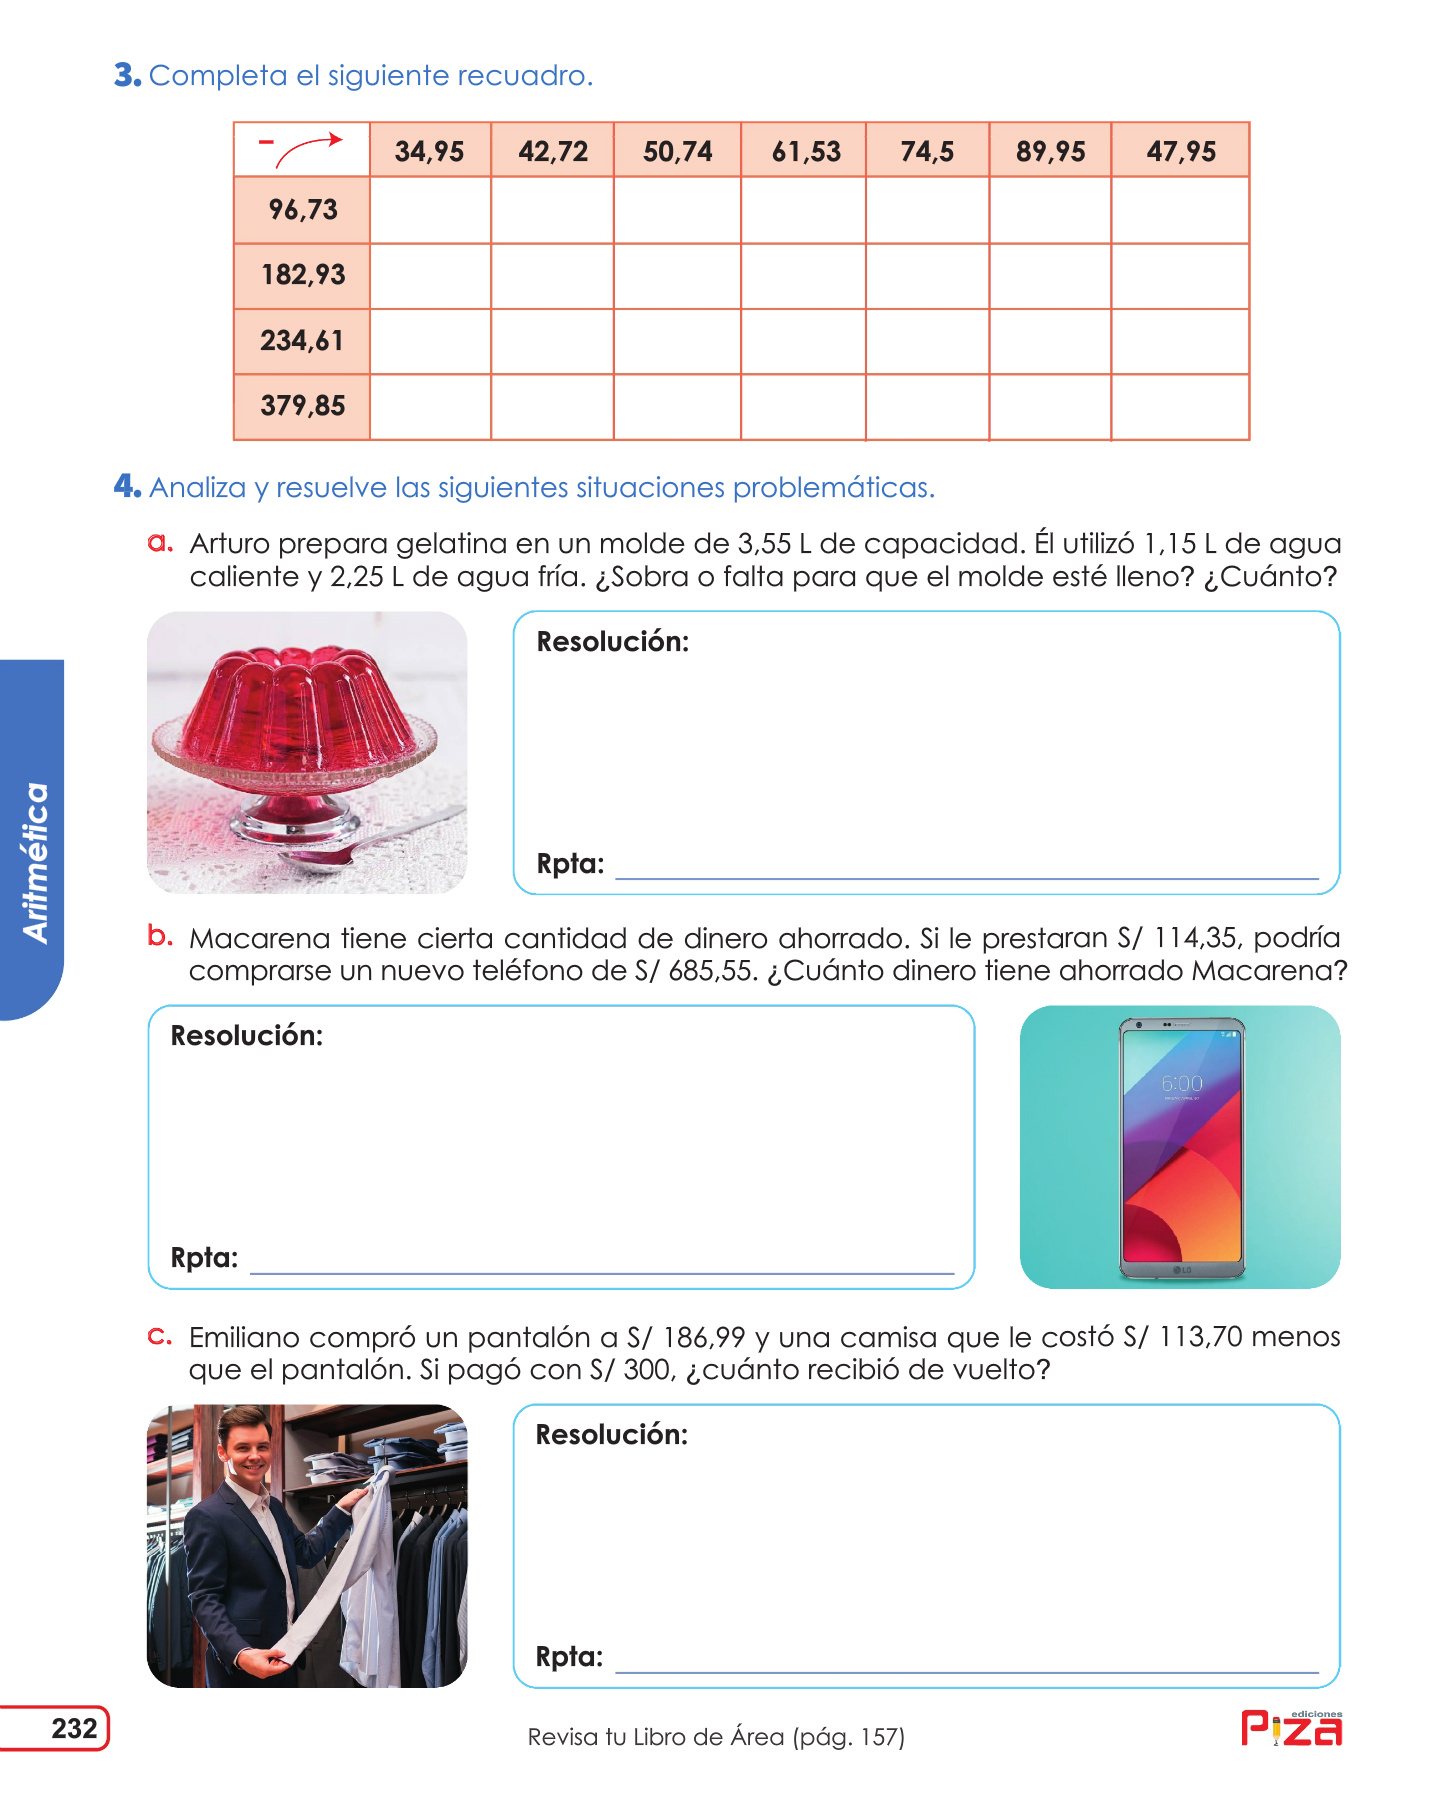 3. Completa el siguiente recuadro.
– 34,95 42,72 50,74 61,53 74,5 89,95 47,95
96,73
182,93
234,61
379,85
4. Analiza y resuelve las siguientes situaciones problemáticas.
a. Arturo prepara gelatina en un molde de 3,55 L de capacidad. Él utilizó 1,15 L de agua
caliente y 2,25 L de agua fría. ¿Sobra o falta para que el molde esté lleno? ¿Cuánto?
Resolución:
Rpta:
Aritmética
b. Macarena tiene cierta cantidad de dinero ahorrado. Si le prestaran S/ 114,35, podría
comprarse un nuevo teléfono de S/ 685,55. ¿Cuánto dinero tiene ahorrado Macarena?
Resolución:
6:00
LG
Rpta:
c. Emiliano compró un pantalón a S/ 186,99 y una camisa que le costó S/ 113,70 menos
que el pantalón. Si pagó con S/ 300, ¿cuánto recibió de vuelto?
Resolución:
Rpta:
232
Revisa tu Libro de Área (pág. 157)
ediciones
Piza